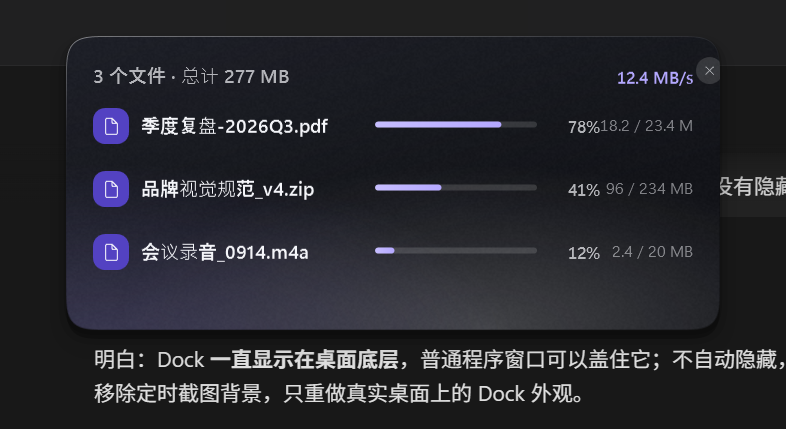 3 个文件 · 总计 277 MB
12.4 MB/s
季度复盘-2026Q3.pdf 78% 18.2 / 23.4 M
没有隐藏
品牌视觉规范_v4.zip 41% 96 / 234 MB
会议录音_0914.m4a 12% 2.4 / 20 MB
明白：Dock 一直显示在桌面底层，普通程序窗口可以盖住它；不自动隐藏，
移除定时截图背景，只重做真实桌面上的 Dock 外观。